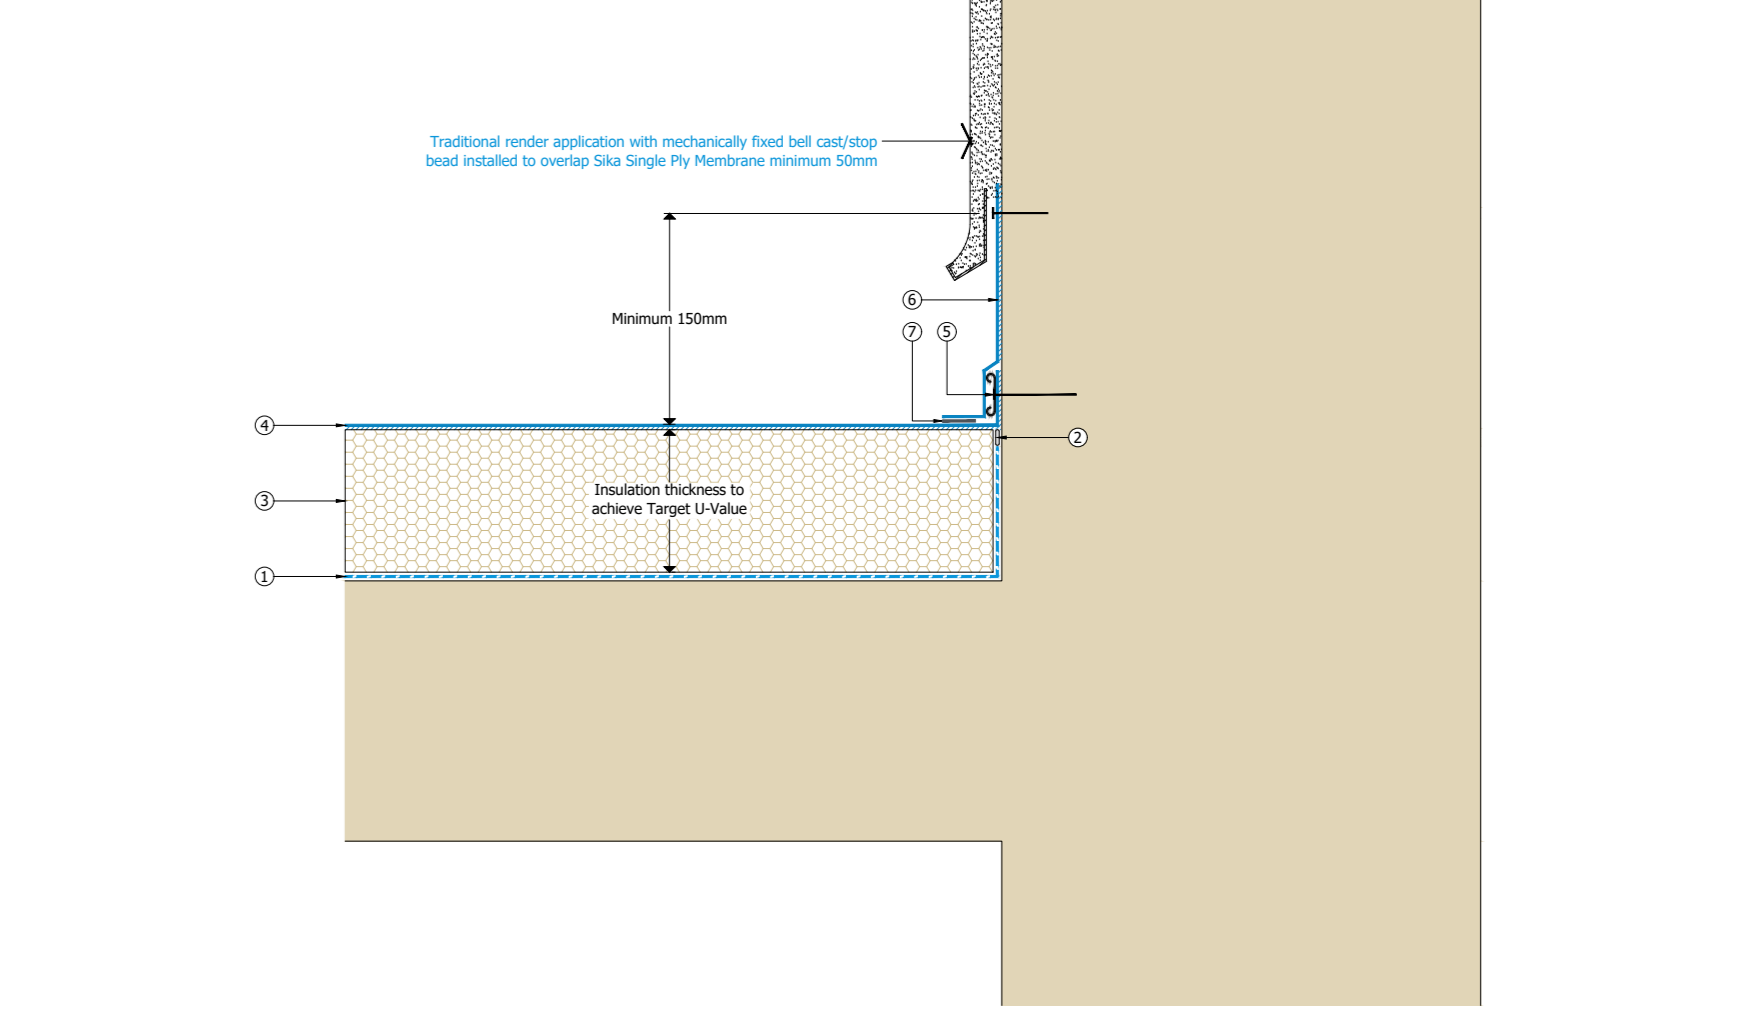 Traditional render application with mechanically fixed bell cast/stop
bead installed to overlap Sika Single Ply Membrane minimum 50mm
6
Minimum 150mm
7
5
4
2
Insulation thickness to
achieve Target U-Value
3
1